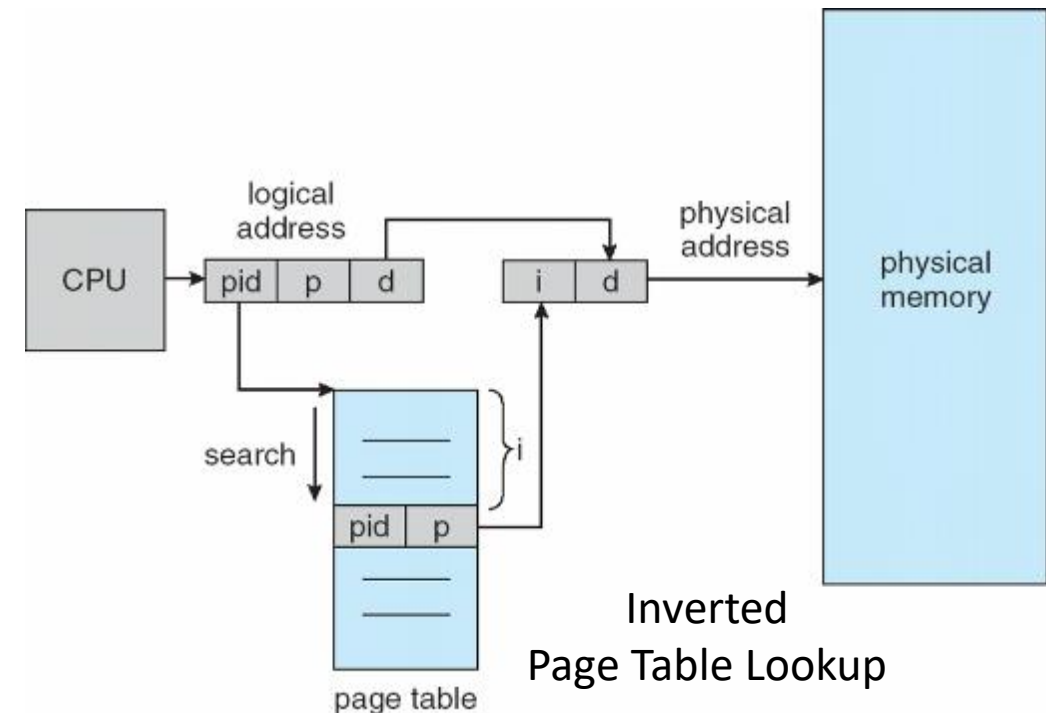 logical
address
CPU
pid p d
i d
physical
address
physical
memory
search
i
pid p
Inverted
Page Table Lookup
page table